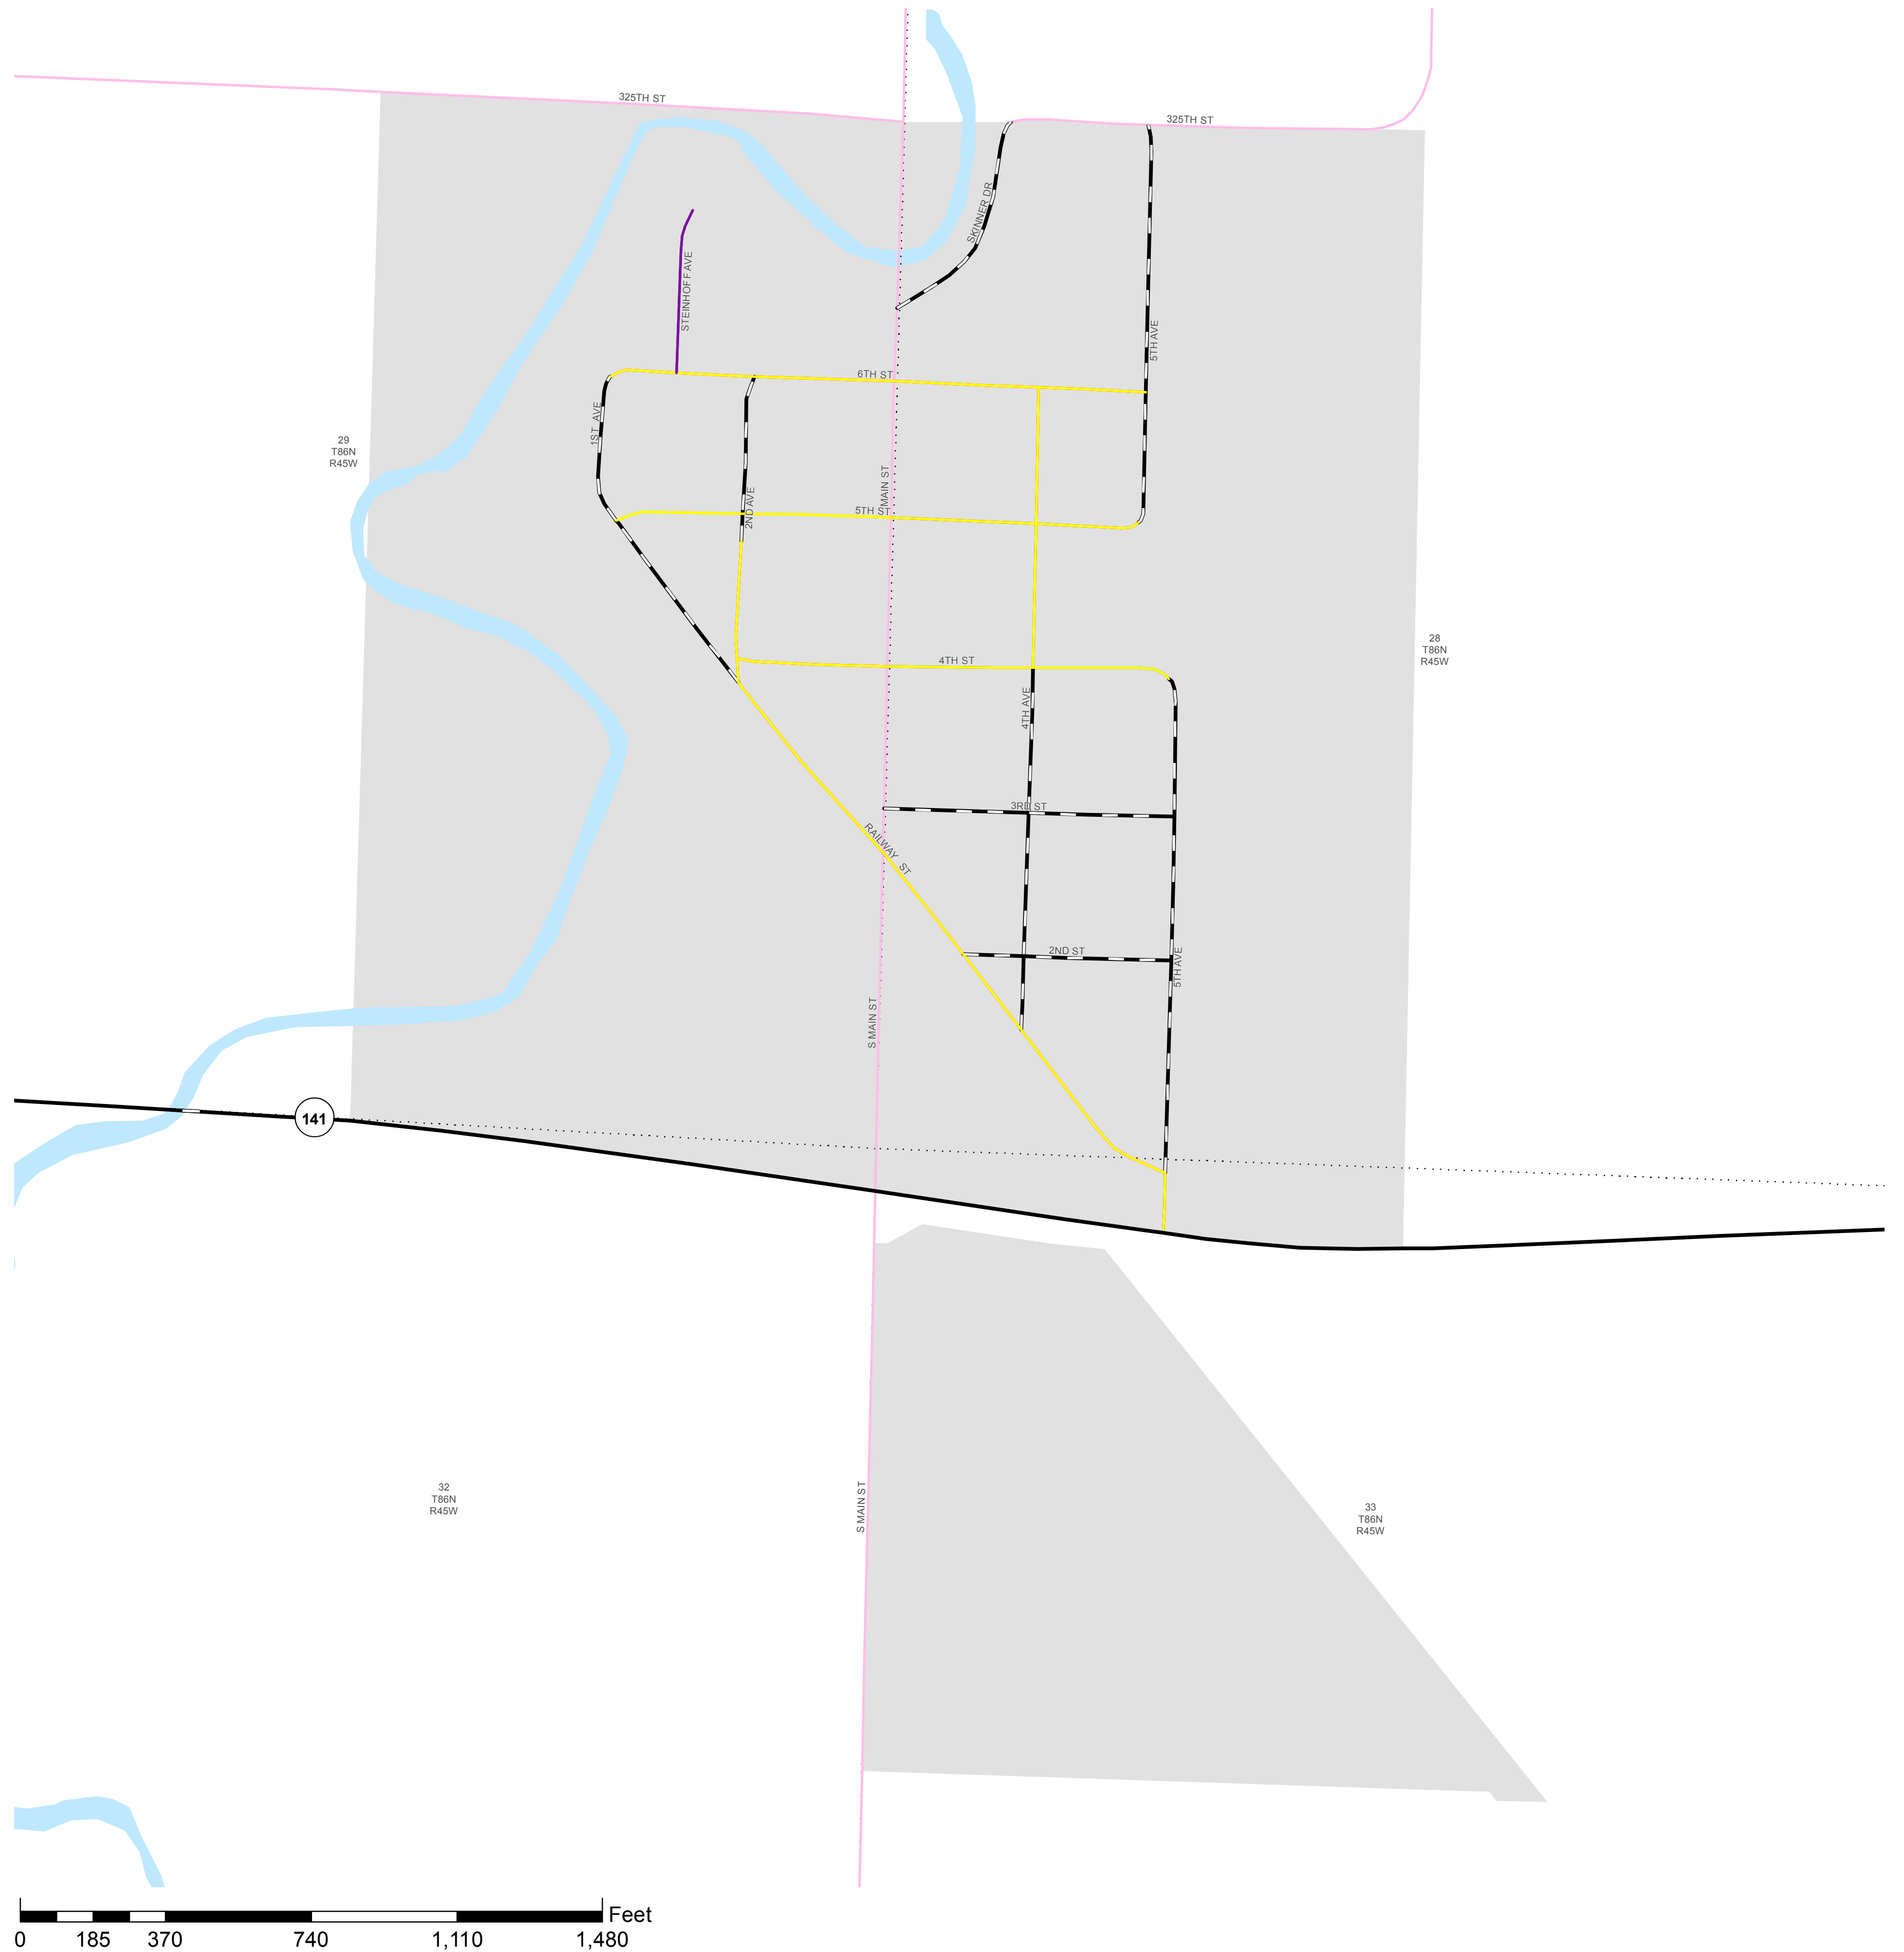 325TH ST
325TH ST
SKINNER DR
STEINHOFF AVE
5TH AVE
6TH ST
1ST AVE
29
T86N
R45W
MAIN ST
2ND AVE
5TH ST
28
T86N
R45W
4TH ST
4TH AVE
3RD ST
RAILWAY ST
2ND ST
5TH AVE
S MAIN ST
141
32
T86N
R45W
S MAIN ST
33
T86N
R45W
Feet
0 185 370 740 1,110 1,480